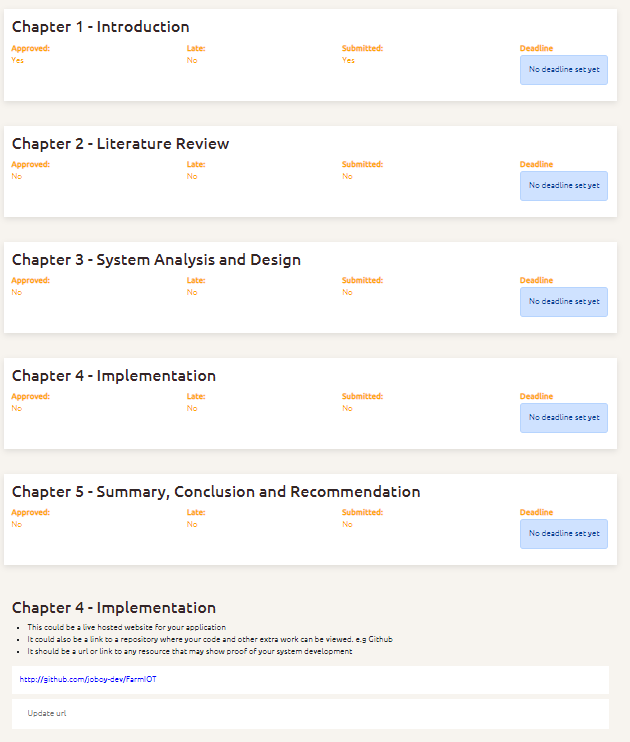 Chapter 1 - Introduction
Approved: Late: Submitted: Deadline
Yes No Yes No deadline set yet
Chapter 2 - Literature Review
Approved: Late: Submitted: Deadline
No No No No deadline set yet
Chapter 3 - System Analysis and Design
Approved: Late: Submitted: Deadline
No No No No deadline set yet
Chapter 4 - Implementation
Approved: Late: Submitted: Deadline
No No No No deadline set yet
Chapter 5 - Summary, Conclusion and Recommendation
Approved: Late: Submitted: Deadline
No No No No deadline set yet
Chapter 4 - Implementation
• This could be a live hosted website for your application
• It could also be a link to a repository where your code and other extra work can be viewed. e.g Github
• It should be a url or link to any resource that may show proof of your system development
http://github.com/joboy-dev/FarmIOT
Update url